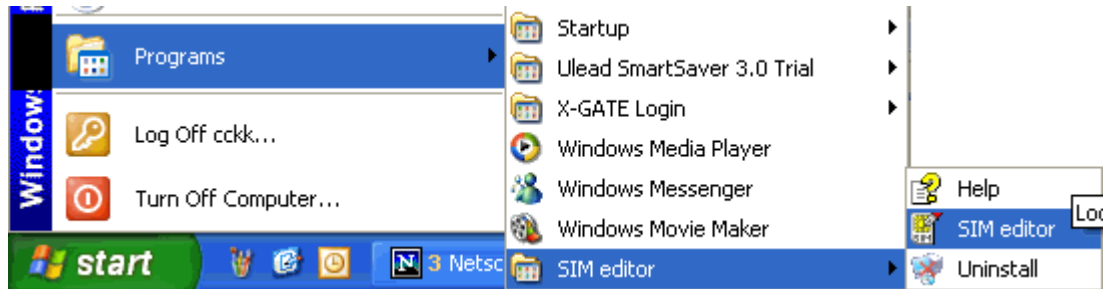 Windows
Programs
Log Off cckk...
Turn Off Computer...
start
3 Netsc
Startup
Ulead SmartSaver 3.0 Trial
X-GATE Login
Windows Media Player
Windows Messenger
Windows Movie Maker
SIM editor
Help
SIM editor
Loc
Uninstall